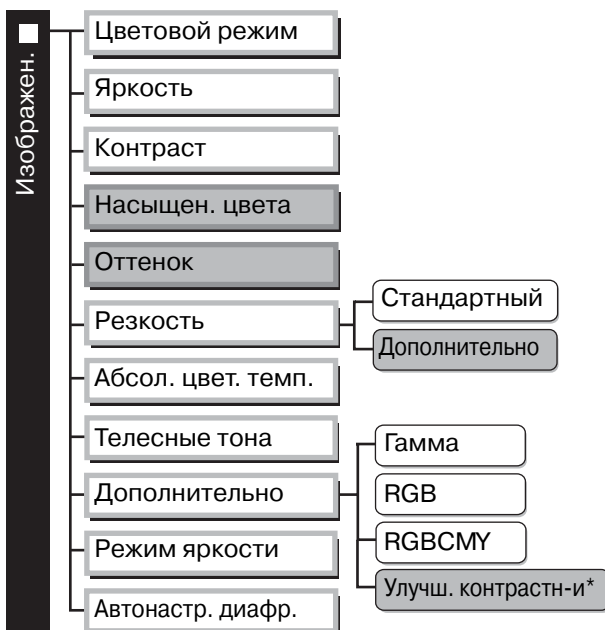 Изображен.
Цветовой режим
Яркость
Контраст
Насыщен. цвета
Оттенок
Резкость
Стандартный
Дополнительно
Абсол. цвет. темп.
Телесные тона
Дополнительно
Гамма
RGB
RGBCMY
Улучш. контрастн-и*
Режим яркости
Автонастр. диафр.